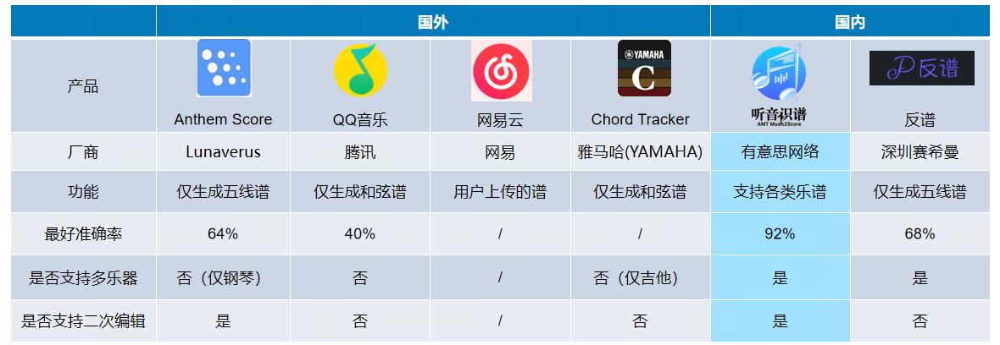 国外 国内
产品
YAMAHA
C
听音识谱
AMT Music2Score
反谱
Anthem Score QQ音乐 网易云 Chord Tracker 反谱
厂商 Lunaverus 腾讯 网易 雅马哈(YAMAHA) 有意思网络 深圳赛希曼
功能 仅生成五线谱 仅生成和弦谱 用户上传的谱 仅生成和弦谱 支持各类乐谱 仅生成五线谱
最好准确率 64% 40% / / 92% 68%
是否支持多乐器 否（仅钢琴） 否 / 否（仅吉他） 是 是
是否支持二次编辑 是 否 / 否 是 否